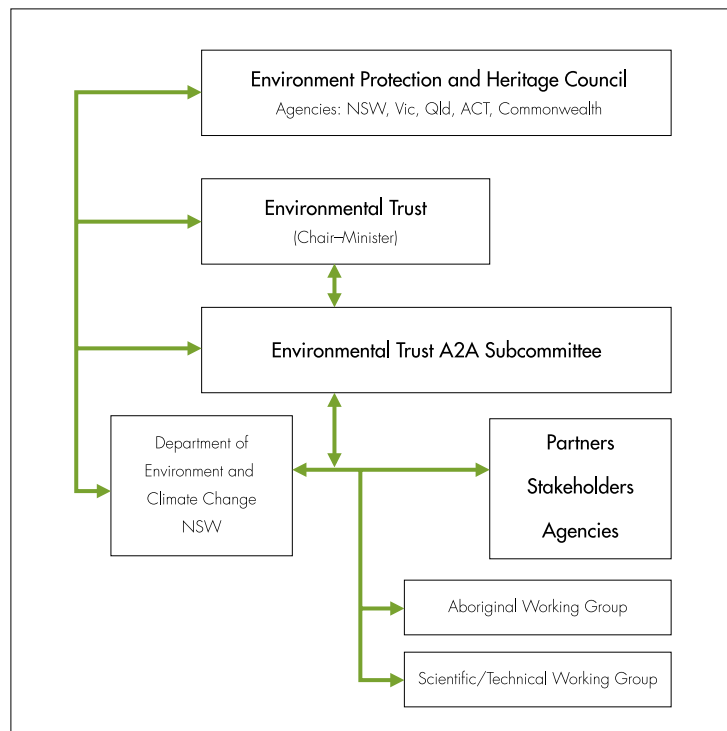 Environment Protection and Heritage Council
Agencies: NSW, Vic, Qld, ACT, Commonwealth
Environmental Trust
(Chair–Minister)
Environmental Trust A2A Subcommittee
Department of
Environment and
Climate Change
NSW
Partners
Stakeholders
Agencies
Aboriginal Working Group
Scientific/Technical Working Group